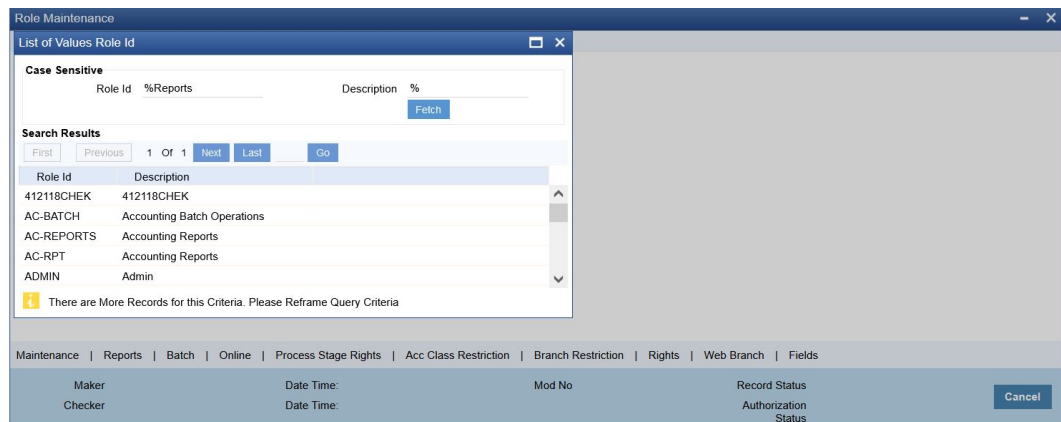 Role Maintenance
List of Values Role Id
Case Sensitive
Role Id %Reports Description %
Fetch
Search Results
First Previous 1 Of 1 Next Last Go
Role Id Description
412118CHEK 412118CHEK
AC-BATCH Accounting Batch Operations
AC-REPORTS Accounting Reports
AC-RPT Accounting Reports
ADMIN Admin
There are More Records for this Criteria. Please Reframe Query Criteria
Maintenance | Reports | Batch | Online | Process Stage Rights | Acc Class Restriction | Branch Restriction | Rights | Web Branch | Fields
Maker Date Time: Mod No Record Status
Cancel
Checker Date Time: Authorization
Status